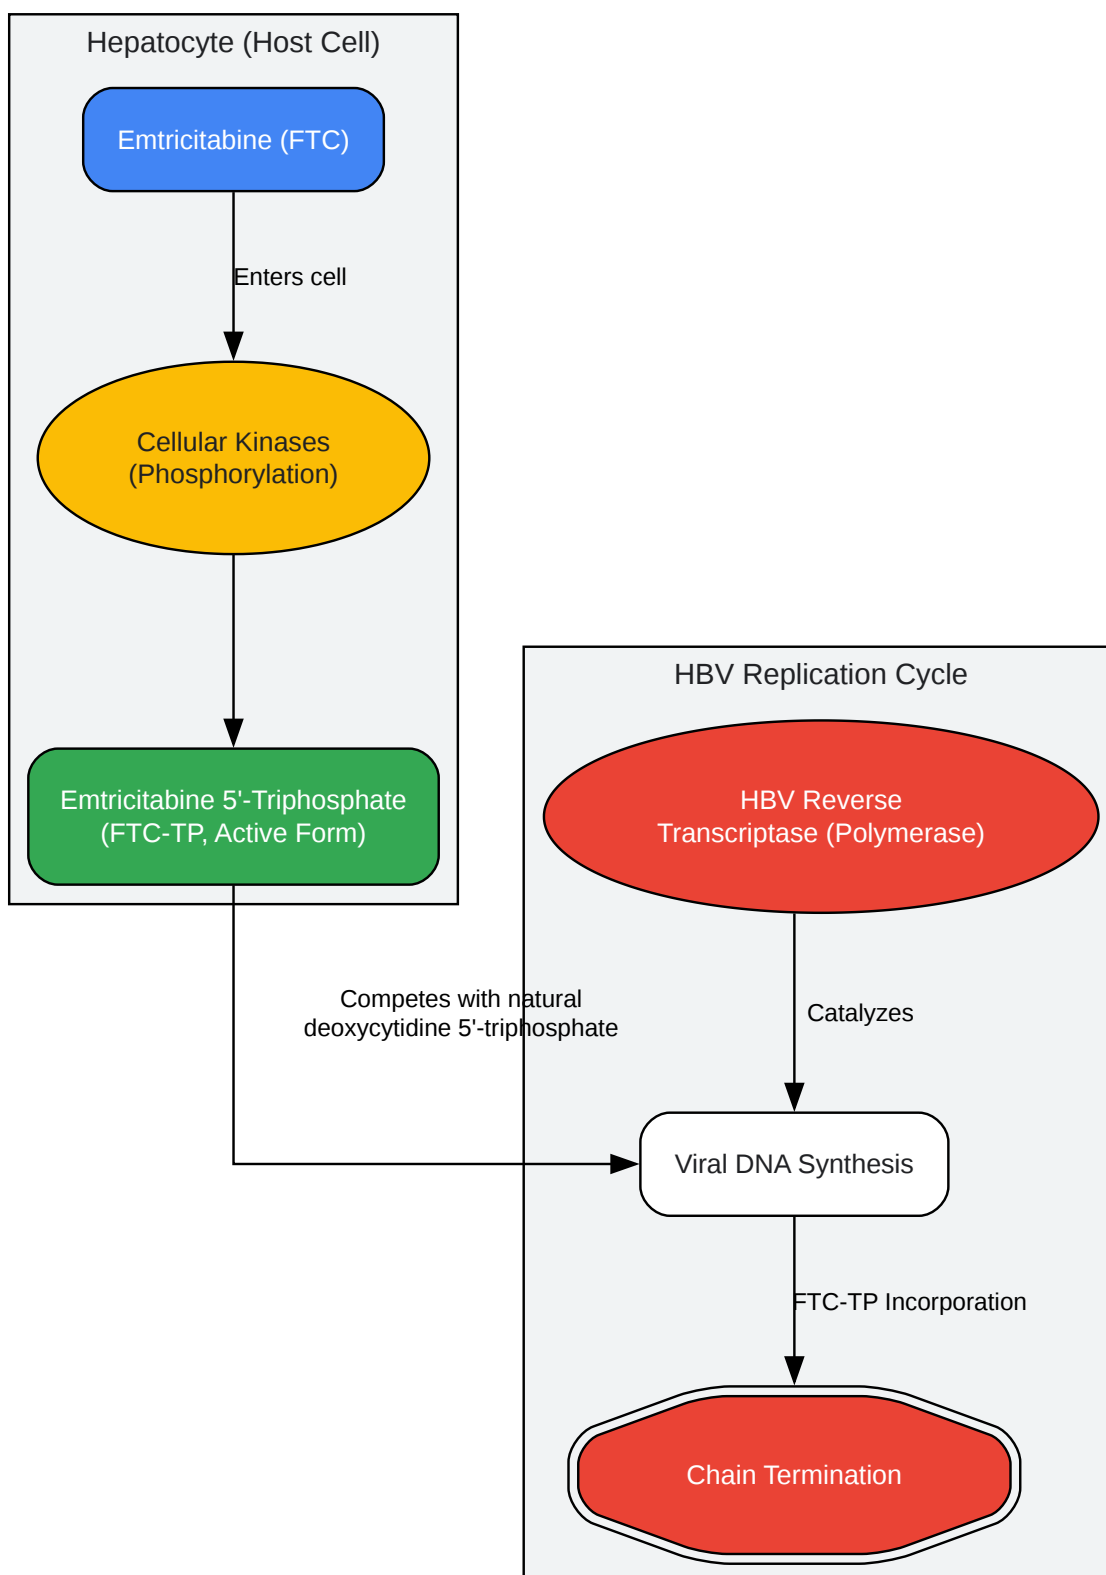 Hepatocyte (Host Cell)
Emtricitabine (FTC)
Enters cell
Cellular Kinases
(Phosphorylation)
Emtricitabine 5'-Triphosphate
(FTC-TP, Active Form)
HBV Replication Cycle
HBV Reverse
Transcriptase (Polymerase)
Competes with natural
deoxycytidine 5'-triphosphate
Catalyzes
Viral DNA Synthesis
FTC-TP Incorporation
Chain Termination